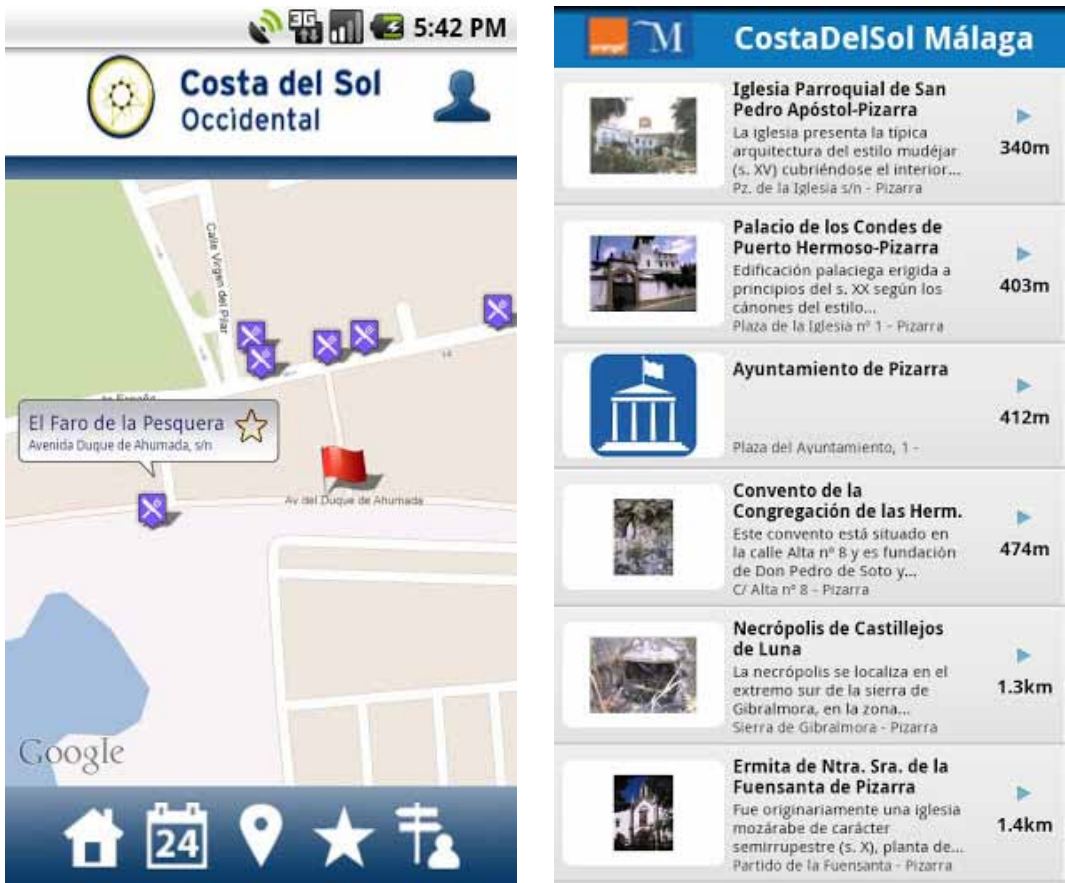 3G
5:42 PM
Costa del Sol
Occidental
Calle Virgen del Pilar
El Faro de la Pesquera
Avenida Duque de Ahumada, s/n
Av del Duque de Ahumada
Google
24
orange
M
CostaDelSol Málaga
Iglesia Parroquial de San
Pedro Apóstol-Pizarra
La iglesia presenta la típica
arquitectura del estilo mudéjar
(s. XV) cubriéndose el interior...
Pz. de la Iglesia s/n - Pizarra
340m
Palacio de los Condes de
Puerto Hermoso-Pizarra
Edificación palaciega erigida a
principios del s. XX según los
cánones del estilo...
Plaza de la Iglesia nº 1 - Pizarra
403m
Ayuntamiento de Pizarra
Plaza del Ayuntamiento, 1 -
412m
Convento de la
Congregación de las Herm.
Este convento está situado en
la calle Alta nº 8 y es fundación
de Don Pedro de Soto y...
C/ Alta nº 8 - Pizarra
474m
Necrópolis de Castillejos
de Luna
La necrópolis se localiza en el
extremo sur de la sierra de
Gibralmora, en la zona...
Sierra de Gibralmora - Pizarra
1.3km
Ermita de Ntra. Sra. de la
Fuensanta de Pizarra
Fue originariamente una iglesia
mozárabe de carácter
semirrupestre (s. X), planta de...
Partido de la Fuensanta - Pizarra
1.4km